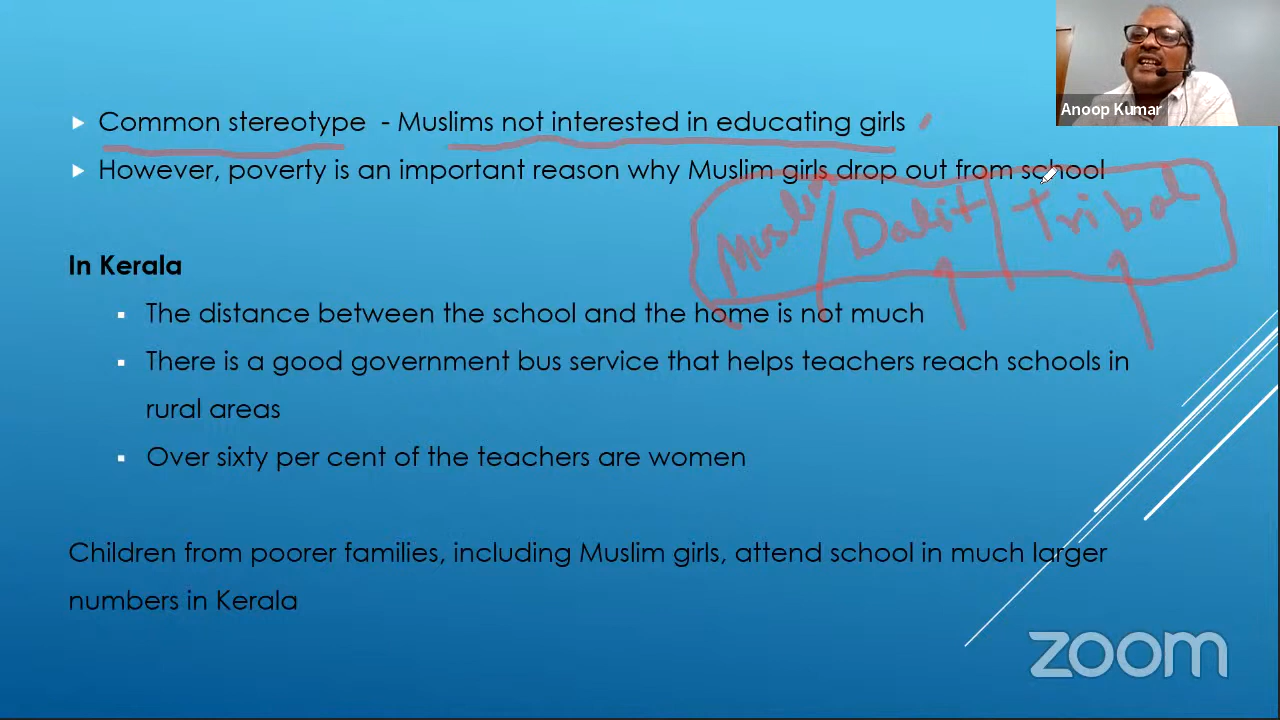 Anoop Kumar
Common stereotype - Muslims not interested in educating girls
However, poverty is an important reason why Muslim girls drop out from school
Muslim Dalit Tribal
In Kerala
The distance between the school and the home is not much
There is a good government bus service that helps teachers reach schools in
rural areas
Over sixty per cent of the teachers are women
Children from poorer families, including Muslim girls, attend school in much larger
numbers in Kerala
zoom